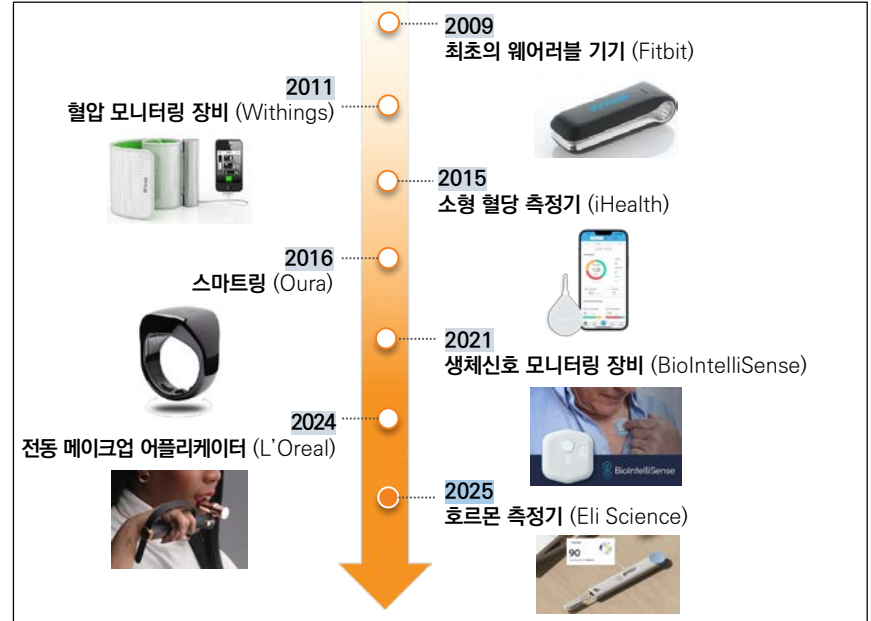 2009
최초의 웨어러블 기기 (Fitbit)
2011
혈압 모니터링 장비 (Withings)
2015
소형 혈당 측정기 (iHealth)
2016
스마트링 (Oura)
2021
생체신호 모니터링 장비 (BioIntelliSense)
BioIntelliSense
2024
전동 메이크업 어플리케이터 (L'Oreal)
2025
호르몬 측정기 (Eli Science)
90